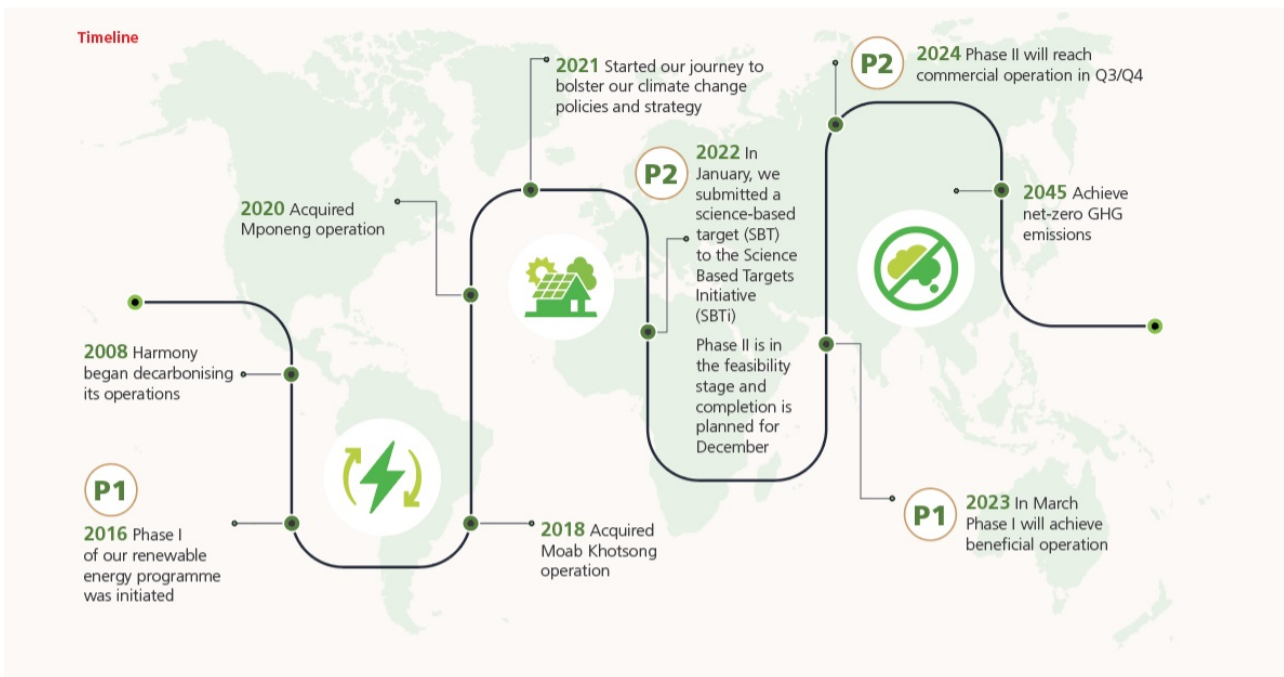 Timeline
2008 Harmony
began decarbonising
its operations
P1
2016 Phase I
of our renewable
energy programme
was initiated
2018 Acquired
Moab Khotsong
operation
2020 Acquired
Mponeng operation
2021 Started our journey to
bolster our climate change
policies and strategy
P2
2022 In
January, we
submitted a
science-based
target (SBT)
to the Science
Based Targets
Initiative
(SBTi)
Phase II is in
the feasibility
stage and
completion is
planned for
December
P1
2023 In March
Phase I will achieve
beneficial operation
P2
2024 Phase II will reach
commercial operation in Q3/Q4
2045 Achieve
net-zero GHG
emissions